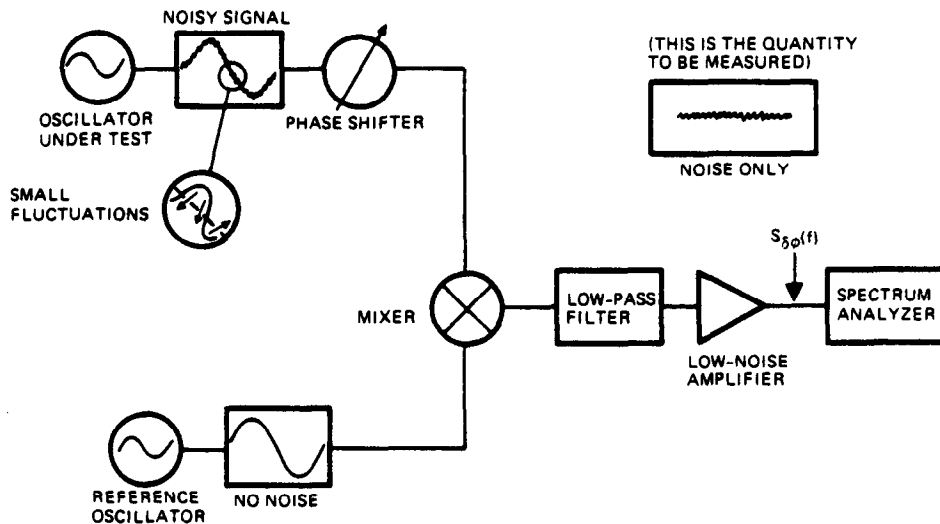 NOISY SIGNAL
OSCILLATOR
UNDER TEST
PHASE SHIFTER
(THIS IS THE QUANTITY
TO BE MEASURED)
NOISE ONLY
SMALL
FLUCTUATIONS
MIXER
LOW-PASS
FILTER
LOW-NOISE
AMPLIFIER
Sδφ(f)
SPECTRUM
ANALYZER
REFERENCE
OSCILLATOR
NO NOISE